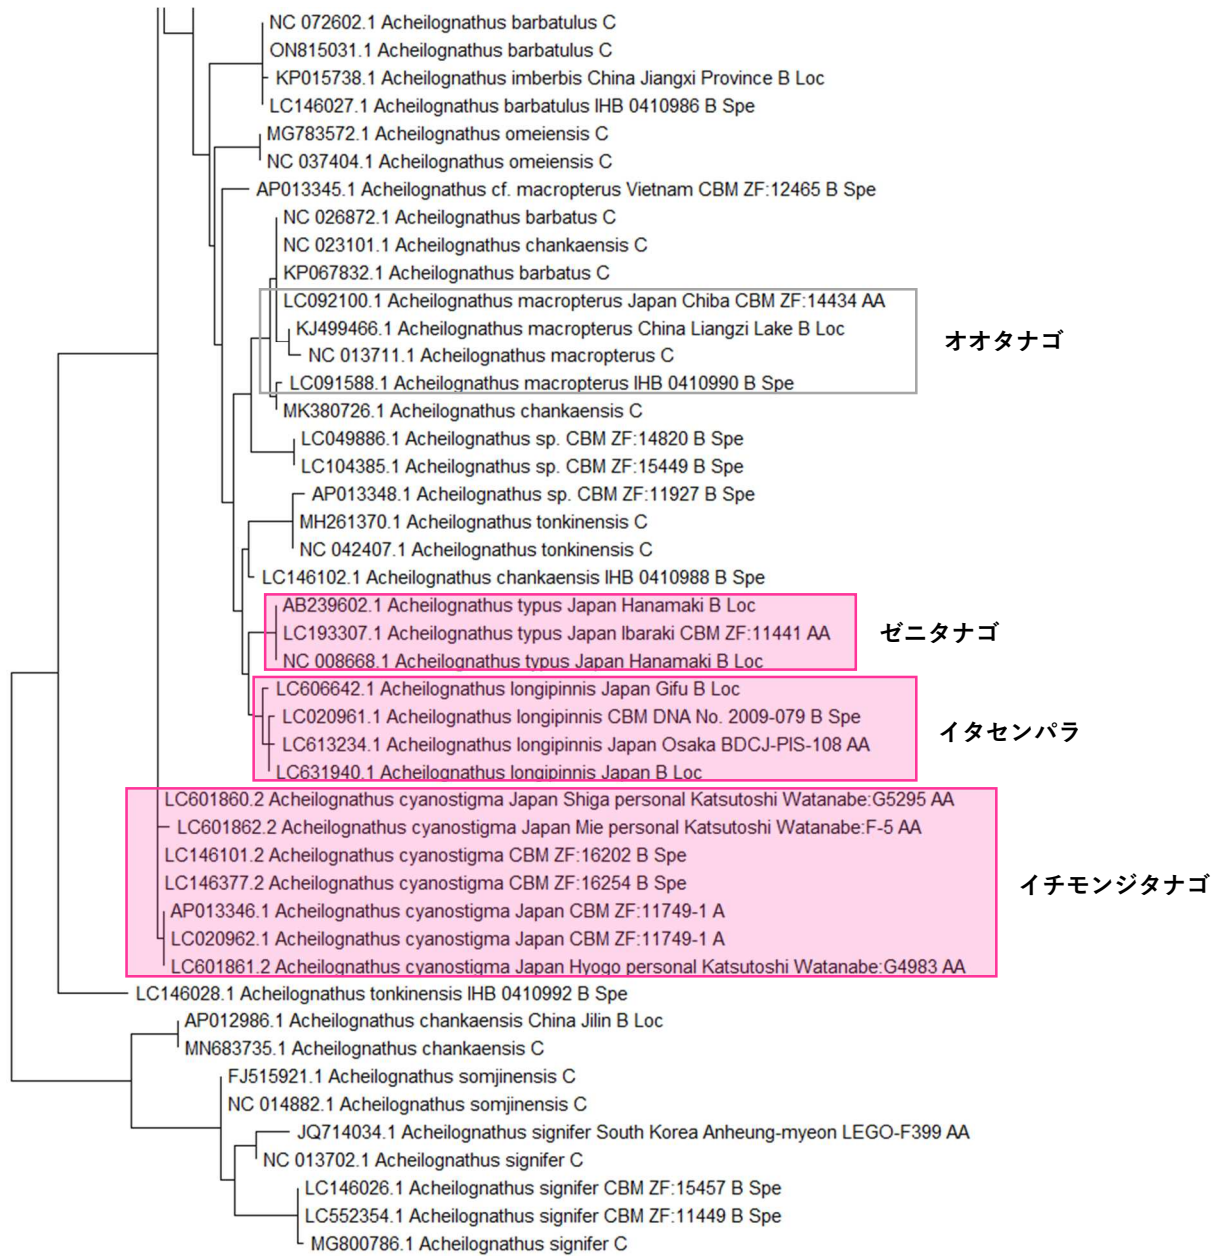 NC 072602.1 Acheilognathus barbatulus C
ON815031.1 Acheilognathus barbatulus C
KP015738.1 Acheilognathus imberbis China Jiangxi Province B Loc
LC146027.1 Acheilognathus barbatulus IHB 0410986 B Spe
MG783572.1 Acheilognathus omeiensis C
NC 037404.1 Acheilognathus omeiensis C
AP013345.1 Acheilognathus cf. macropterus Vietnam CBM ZF:12465 B Spe
NC 026872.1 Acheilognathus barbatus C
NC 023101.1 Acheilognathus chankaensis C
KP067832.1 Acheilognathus barbatus C
LC092100.1 Acheilognathus macropterus Japan Chiba CBM ZF:14434 AA
KJ499466.1 Acheilognathus macropterus China Liangzi Lake B Loc
オオタナゴ
NC 013711.1 Acheilognathus macropterus C
LC091588.1 Acheilognathus macropterus IHB 0410990 B Spe
MK380726.1 Acheilognathus chankaensis C
LC049886.1 Acheilognathus sp. CBM ZF:14820 B Spe
LC104385.1 Acheilognathus sp. CBM ZF:15449 B Spe
AP013348.1 Acheilognathus sp. CBM ZF:11927 B Spe
MH261370.1 Acheilognathus tonkinensis C
NC 042407.1 Acheilognathus tonkinensis C
LC146102.1 Acheilognathus chankaensis IHB 0410988 B Spe
AB239602.1 Acheilognathus typus Japan Hanamaki B Loc
LC193307.1 Acheilognathus typus Japan Ibaraki CBM ZF:11441 AA
ゼニタナゴ
NC 008668.1 Acheilognathus typus Japan Hanamaki B Loc
LC606642.1 Acheilognathus longipinnis Japan Gifu B Loc
LC020961.1 Acheilognathus longipinnis CBM DNA No. 2009-079 B Spe
イタセンパラ
LC613234.1 Acheilognathus longipinnis Japan Osaka BDCJ-PIS-108 AA
LC631940.1 Acheilognathus longipinnis Japan B Loc
LC601860.2 Acheilognathus cyanostigma Japan Shiga personal Katsutoshi Watanabe:G5295 AA
LC601862.2 Acheilognathus cyanostigma Japan Mie personal Katsutoshi Watanabe:F-5 AA
LC146101.2 Acheilognathus cyanostigma CBM ZF:16202 B Spe
LC146377.2 Acheilognathus cyanostigma CBM ZF:16254 B Spe
イチモンジタナゴ
AP013346.1 Acheilognathus cyanostigma Japan CBM ZF:11749-1 A
LC020962.1 Acheilognathus cyanostigma Japan CBM ZF:11749-1 A
LC601861.2 Acheilognathus cyanostigma Japan Hyogo personal Katsutoshi Watanabe:G4983 AA
LC146028.1 Acheilognathus tonkinensis IHB 0410992 B Spe
AP012986.1 Acheilognathus chankaensis China Jilin B Loc
MN683735.1 Acheilognathus chankaensis C
FJ515921.1 Acheilognathus somjinensis C
NC 014882.1 Acheilognathus somjinensis C
JQ714034.1 Acheilognathus signifer South Korea Anheung-myeon LEGO-F399 AA
NC 013702.1 Acheilognathus signifer C
LC146026.1 Acheilognathus signifer CBM ZF:15457 B Spe
LC552354.1 Acheilognathus signifer CBM ZF:11449 B Spe
MG800786.1 Acheilognathus signifer C